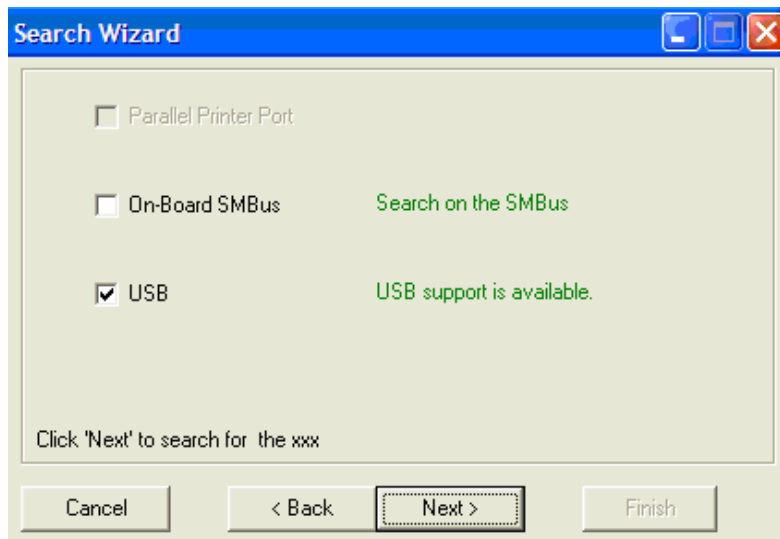 Search Wizard
Parallel Printer Port
On-Board SMBus Search on the SMBus
USB USB support is available.
Click 'Next' to search for the xxx
Cancel < Back Next > Finish